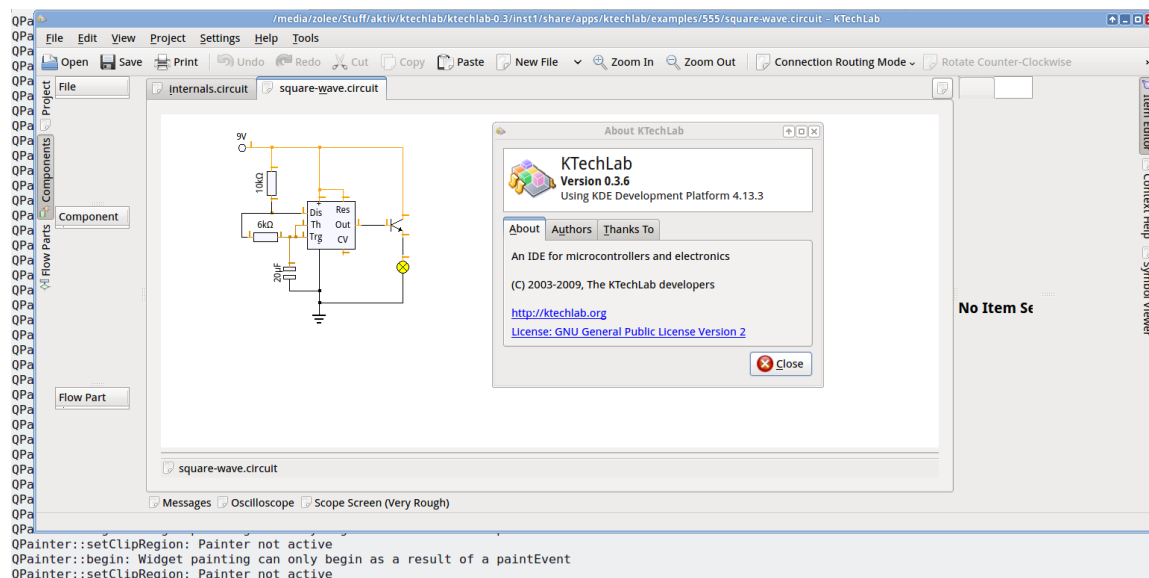 /media/zolee/Stuff/aktiv/ktechlab/ktechlab-0.3/inst1/share/apps/ktechlab/examples/555/square-wave.circuit – KTechLab
File Edit View Project Settings Help Tools
Open Save Print Undo Redo Cut Copy Paste New File Zoom In Zoom Out Connection Routing Mode Rotate Counter-Clockwise
Project
Components
Flow Parts
File
Component
Flow Part
internals.circuit square-wave.circuit
9V
10kΩ
6kΩ
20µF
Dis Res
Th Out
Trg CV
About KTechLab
KTechLab
Version 0.3.6
Using KDE Development Platform 4.13.3
About Authors Thanks To
An IDE for microcontrollers and electronics
(C) 2003-2009, The KTechLab developers
http://ktechlab.org
License: GNU General Public License Version 2
Close
No Item Se
Item Editor
Context Help
Symbol Viewer
square-wave.circuit
Messages Oscilloscope Scope Screen (Very Rough)
QPainter::setClipRegion: Painter not active
QPainter::begin: Widget painting can only begin as a result of a paintEvent
QPainter::setClipRegion: Painter not active